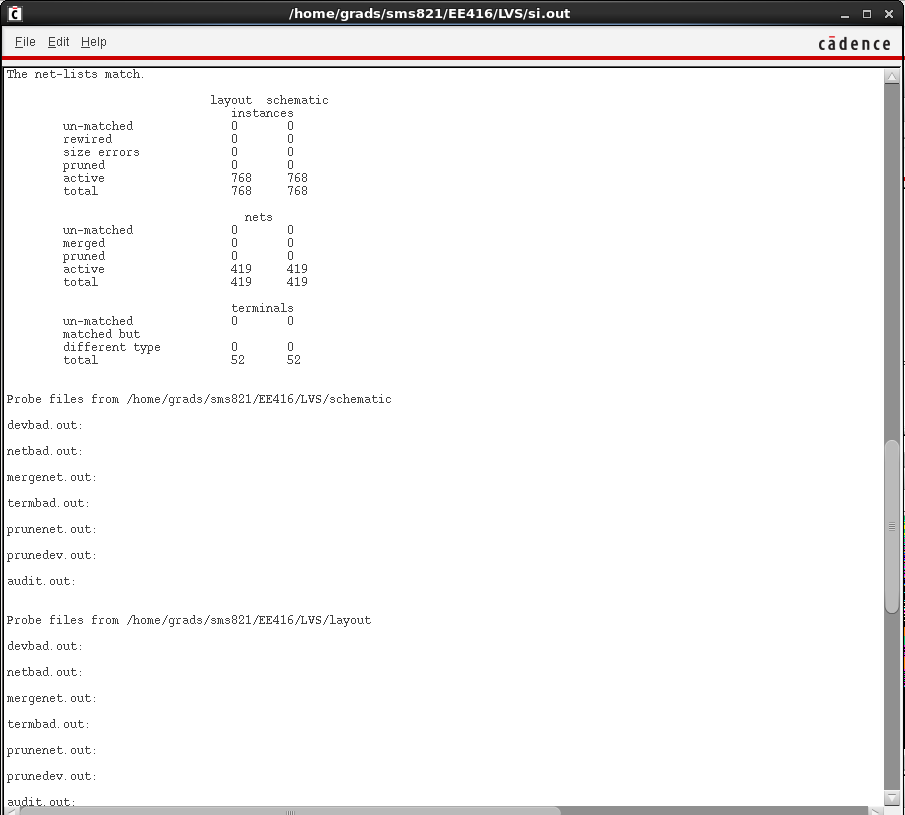 /home/grads/sms821/EE416/LVS/si.out
File Edit Help
cādence
The net-lists match.
layout schematic
instances
un-matched 0 0
rewired 0 0
size errors 0 0
pruned 0 0
active 768 768
total 768 768
nets
un-matched 0 0
merged 0 0
pruned 0 0
active 419 419
total 419 419
terminals
un-matched 0 0
matched but
different type 0 0
total 52 52
Probe files from /home/grads/sms821/EE416/LVS/schematic
devbad.out:
netbad.out:
mergenet.out:
termbad.out:
prunenet.out:
prunedev.out:
audit.out:
Probe files from /home/grads/sms821/EE416/LVS/layout
devbad.out:
netbad.out:
mergenet.out:
termbad.out:
prunenet.out:
prunedev.out:
audit.out: